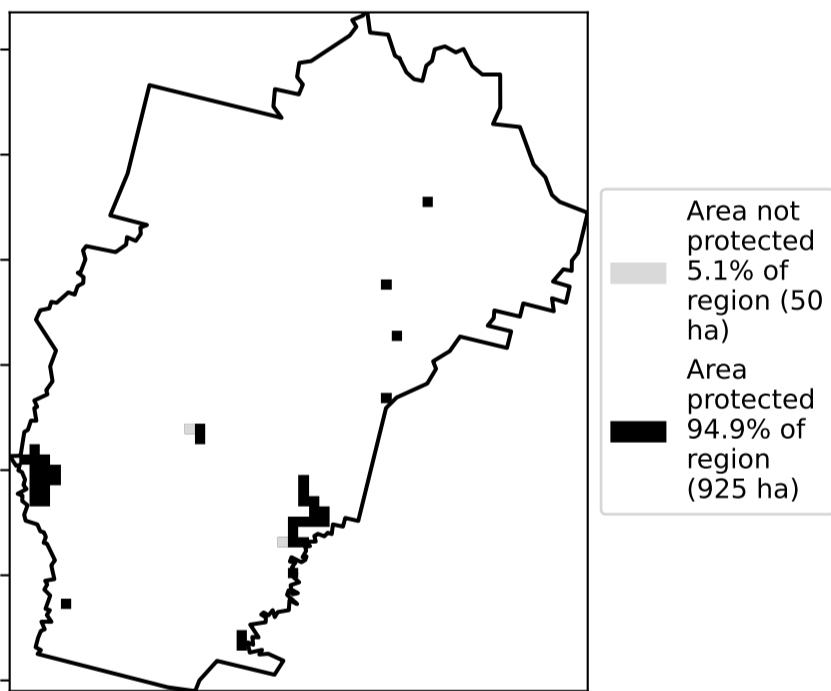 Area not
protected
5.1% of
region (50
ha)
Area
protected
94.9% of
region
(925 ha)